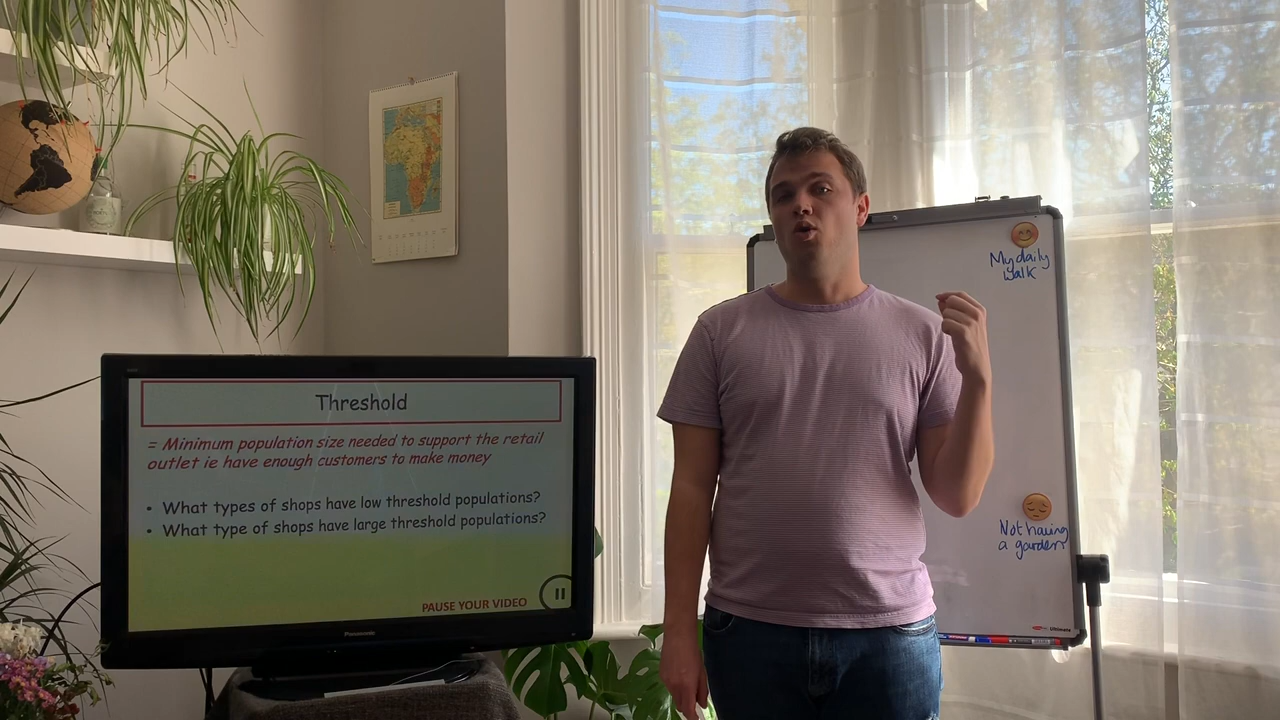 Threshold
= Minimum population size needed to support the retail
outlet ie have enough customers to make money
• What types of shops have low threshold populations?
• What type of shops have large threshold populations?
PAUSE YOUR VIDEO
Panasonic
My daily
walk
Not having
a garden
Ultimate